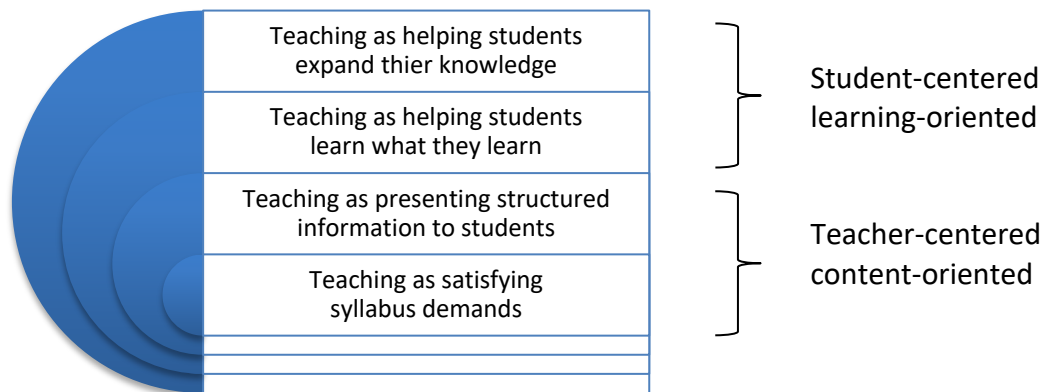 Teaching as helping students
expand thier knowledge
Teaching as helping students
learn what they learn
Student-centered
learning-oriented
Teaching as presenting structured
information to students
Teaching as satisfying
syllabus demands
Teacher-centered
content-oriented